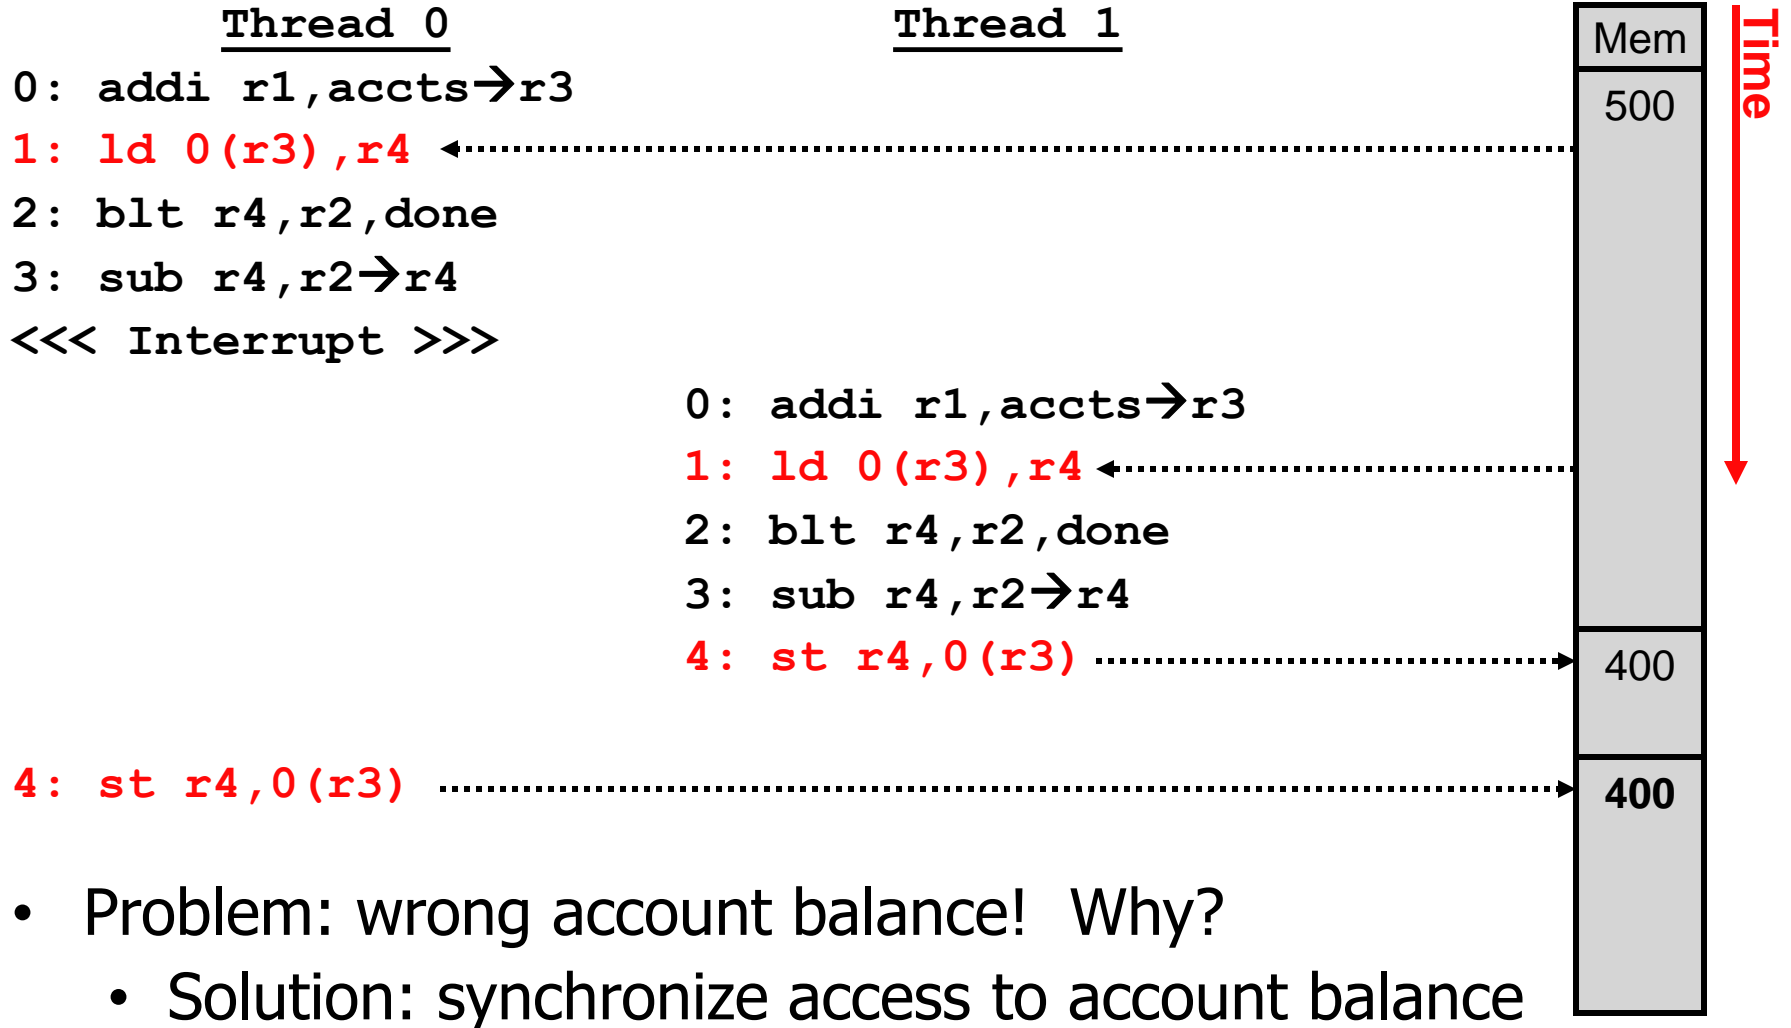 Thread 0
Thread 1
Mem
Time
0: addi r1,accts→r3
500
1: ld 0(r3),r4
2: blt r4,r2,done
3: sub r4,r2→r4
<<< Interrupt >>>
0: addi r1,accts→r3
1: ld 0(r3),r4
2: blt r4,r2,done
3: sub r4,r2→r4
4: st r4,0(r3)
400
4: st r4,0(r3)
400
• Problem: wrong account balance! Why?
• Solution: synchronize access to account balance